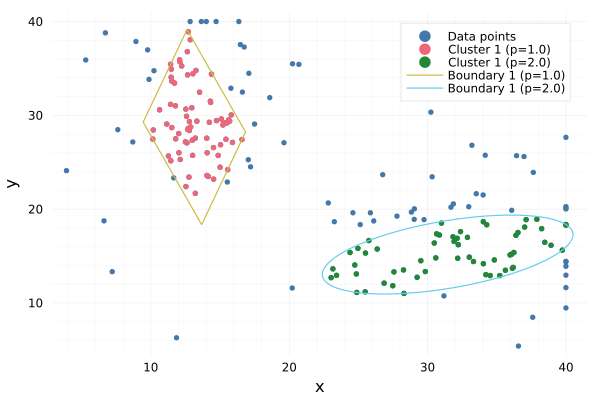 40
30
20
10
y
10
20
30
40
x
Data points
Cluster 1 (p=1.0)
Cluster 1 (p=2.0)
Boundary 1 (p=1.0)
Boundary 1 (p=2.0)